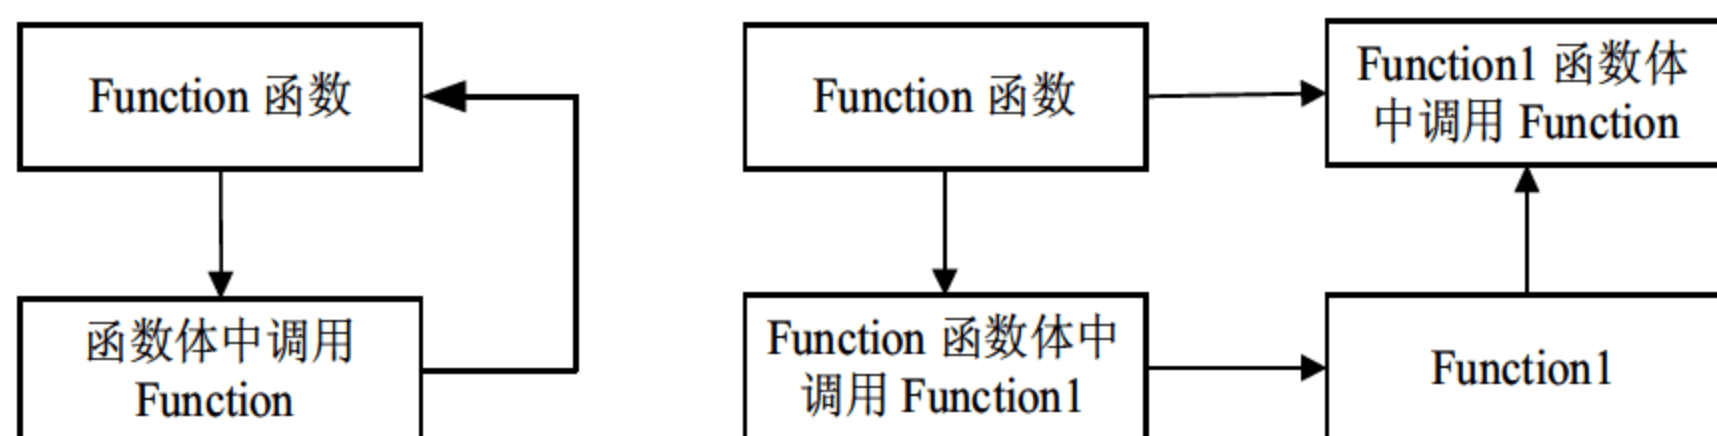 Function 函数
函数体中调用
Function
Function 函数
Function1 函数体
中调用 Function
Function 函数体中
调用 Function1
Function1